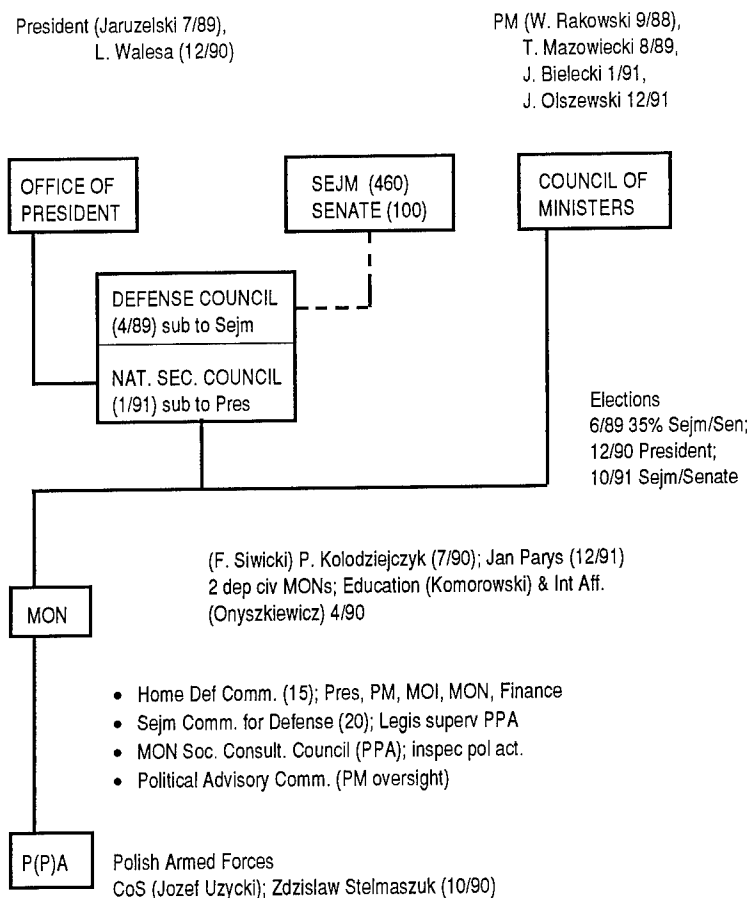 President (Jaruzelski 7/89),
L. Walesa (12/90)
PM (W. Rakowski 9/88),
T. Mazowiecki 8/89,
J. Bielecki 1/91,
J. Olszewski 12/91
OFFICE OF
PRESIDENT
SEJM (460)
SENATE (100)
COUNCIL OF
MINISTERS
DEFENSE COUNCIL
(4/89) sub to Sejm
NAT. SEC. COUNCIL
(1/91) sub to Pres
Elections
6/89 35% Sejm/Sen;
12/90 President;
10/91 Sejm/Senate
(F. Siwicki) P. Kolodziejczyk (7/90); Jan Parys (12/91)
2 dep civ MONs; Education (Komorowski) & Int Aff.
(Onyszkiewicz) 4/90
MON
• Home Def Comm. (15); Pres, PM, MOI, MON, Finance
• Sejm Comm. for Defense (20); Legis superv PPA
• MON Soc. Consult. Council (PPA); inspec pol act.
• Political Advisory Comm. (PM oversight)
P(P)A
Polish Armed Forces
CoS (Jozef Uzycki); Zdzislaw Stelmaszuk (10/90)